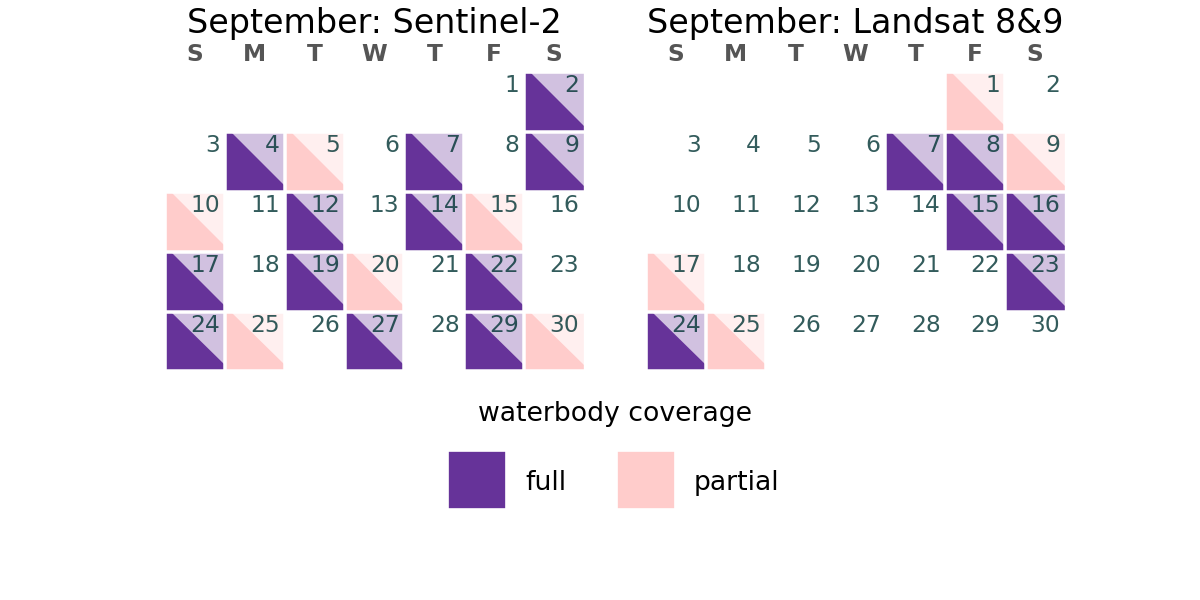 September: Sentinel-2
S M T W T F S
1 2
3 4 5 6 7 8 9
10 11 12 13 14 15 16
17 18 19 20 21 22 23
24 25 26 27 28 29 30
September: Landsat 8&9
S M T W T F S
1 2
3 4 5 6 7 8 9
10 11 12 13 14 15 16
17 18 19 20 21 22 23
24 25 26 27 28 29 30
waterbody coverage
full
partial